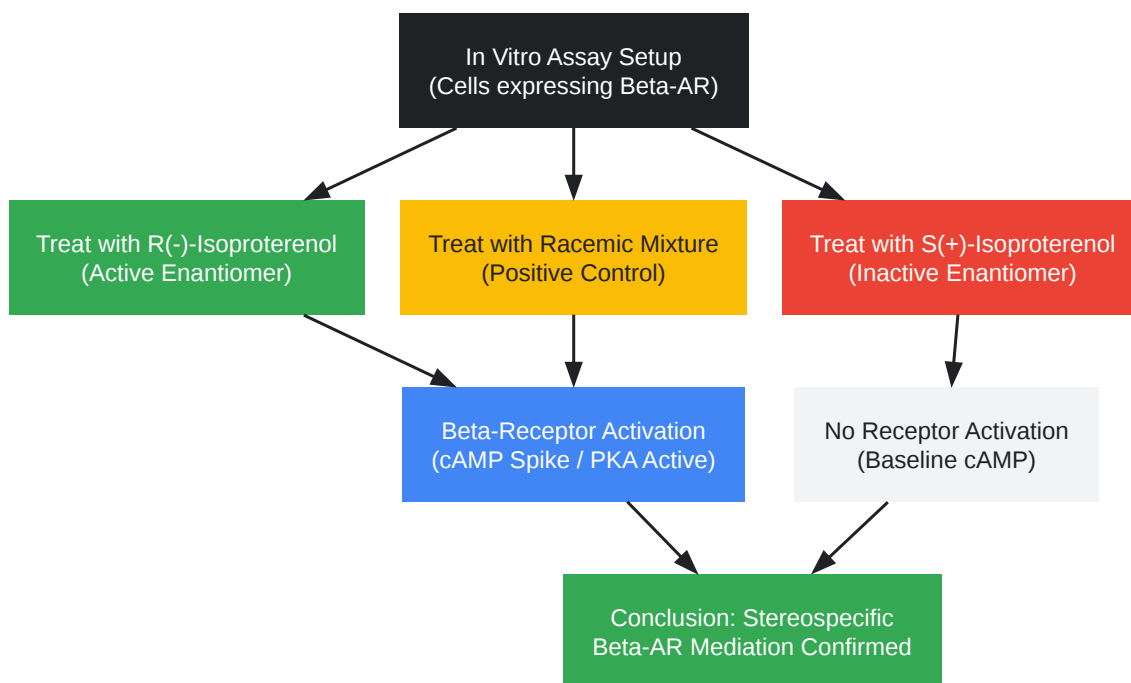 In Vitro Assay Setup
(Cells expressing Beta-AR)
Treat with R(-)-Isoproterenol
(Active Enantiomer)
Treat with Racemic Mixture
(Positive Control)
Treat with S(+)-Isoproterenol
(Inactive Enantiomer)
Beta-Receptor Activation
(cAMP Spike / PKA Active)
No Receptor Activation
(Baseline cAMP)
Conclusion: Stereospecific
Beta-AR Mediation Confirmed